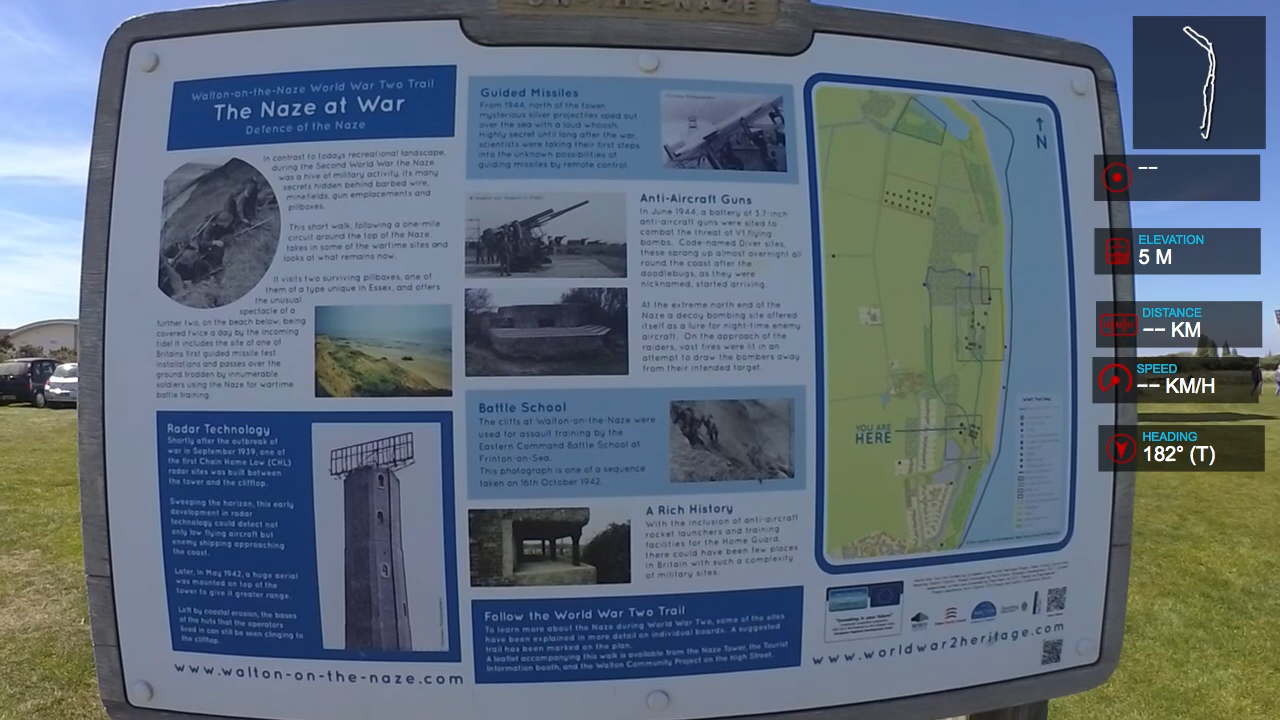 ON-THE-NAZE
Walton-on-the-Naze World War Two Trail
The Naze at War
Defence of the Naze
In contrast to todays recreational landscape,
during the Second World War the Naze
was a hive of military activity, its many
secrets hidden behind barbed wire,
minefields, gun emplacements and
pillboxes.
This short walk, following a one-mile
circuit around the top of the Naze,
takes in some of the wartime sites and
looks at what remains now.
It visits two surviving pillboxes, one of
them of a type unique in Essex, and offers
the unusual
spectacle of a
further two, on the beach below, being
covered twice a day by the incoming
tide! It includes the site of one of
Britains first guided missile test
installations and passes over the
ground trodden by innumerable
soldiers using the Naze for wartime
battle training.
Radar Technology
Shortly after the outbreak of
war in September 1939, one of
the first Chain Home Low (CHL)
radar sites was built between
the tower and the clifftop.
Sweeping the horizon, this early
development in radar
technology could detect not
only low flying aircraft but
enemy shipping approaching
the coast.
Later, in May 1942, a huge aerial
was mounted on top of the
tower to give it greater range.
Left by coastal erosion, the bases
of the huts that the operators
lived in can still be seen clinging to
the clifftop.
www.walton-on-the-naze.com
Guided Missiles
From 1944, north of the tower,
mysterious silver projectiles sped out
over the sea with a loud whoosh.
Highly secret until long after the war,
scientists were taking their first steps
into the unknown possibilities of
guiding missiles by remote control.
Anti-Aircraft Guns
In June 1944, a battery of 3.7-inch
anti-aircraft guns were sited to
combat the threat of V1 flying
bombs. Code-named Diver sites,
these sprang up almost overnight all
round the coast after the
doodlebugs, as they were
nicknamed, started arriving.
At the extreme north end of the
Naze a decoy bombing site offered
itself as a lure for night-time enemy
aircraft. On the approach of the
raiders, vast fires were lit in an
attempt to draw the bombers away
from their intended target.
Battle School
The cliffs at Walton-on-the-Naze were
used for assault training by the
Eastern Command Battle School at
Frinton-on-Sea.
This photograph is one of a sequence
taken on 16th October 1942.
A Rich History
With the inclusion of anti-aircraft
rocket launchers and training
facilities for the Home Guard,
there could have been few places
in Britain with such a complexity
of military sites.
Follow the World War Two Trail
To learn more about the Naze during World War Two, some of the sites
have been explained in more detail on individual boards. A suggested
trail has been marked on the plan.
A leaflet accompanying this walk is available from the Naze Tower, the Tourist
Information booth, and the Walton Community Project on the High Street.
N
YOU ARE
HERE
www.worldwar2heritage.com
--
ELEVATION
5 M
DISTANCE
-- KM
SPEED
-- KM/H
HEADING
182° (T)